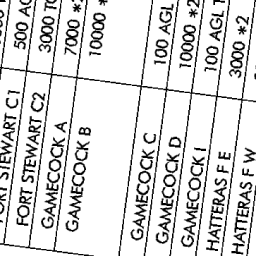 FORT STEWART C1
FORT STEWART C2 500 AG
GAMECOCK A 3000 TO
GAMECOCK B 7000 *
10000 *
GAMECOCK C
GAMECOCK D 100 AGL
GAMECOCK I 10000 *2
HATTERAS F E 100 AGL T
HATTERAS F W 3000 *2